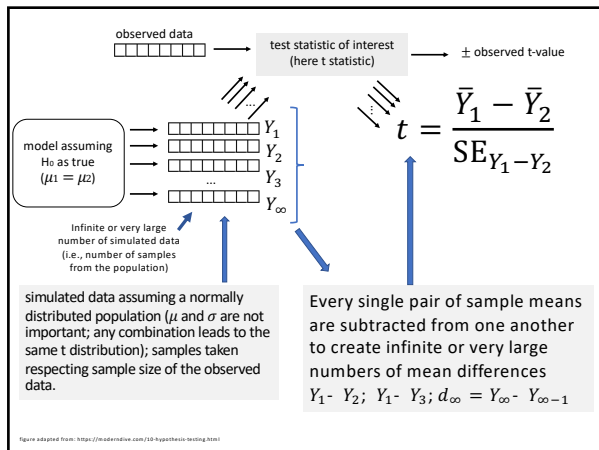 observed data
test statistic of interest
(here t statistic)
± observed t-value
...
...
model assuming
H₀ as true
(μ₁ = μ₂)
Y₁
Y₂
Y₃
...
Y∞
t = (Ȳ₁ − Ȳ₂) / SE_{Y₁−Y₂}
Infinite or very large
number of simulated data
(i.e., number of samples
from the population)
simulated data assuming a normally
distributed population (μ and σ are not
important; any combination leads to the
same t distribution); samples taken
respecting sample size of the observed
data.
Every single pair of sample means
are subtracted from one another
to create infinite or very large
numbers of mean differences
Y₁- Y₂; Y₁- Y₃; d∞ = Y∞- Y∞₋₁
figure adapted from: https://moderndive.com/10-hypothesis-testing.html